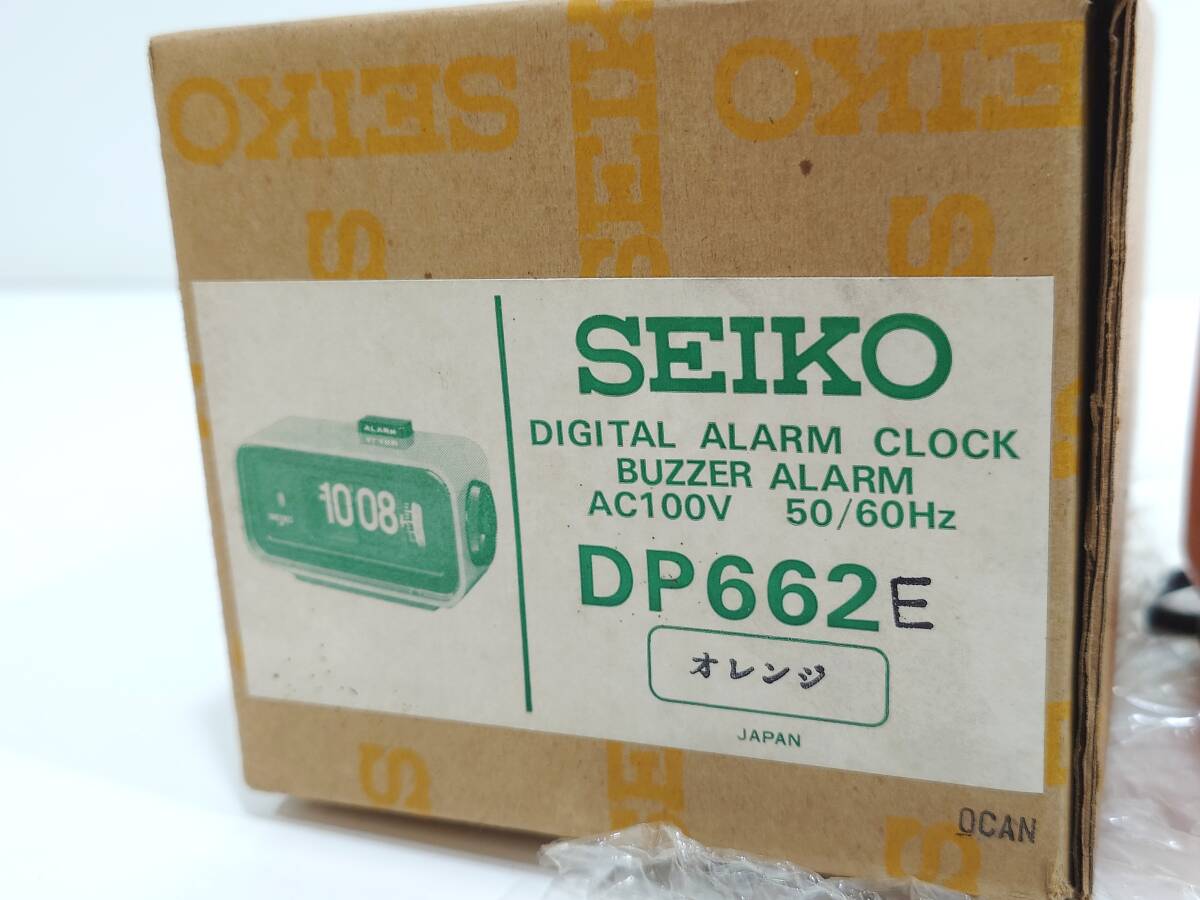 SEIKO
SEIKO
SEIKO
S
S
S
ALARM
10 08
SEIKO
DIGITAL ALARM CLOCK
BUZZER ALARM
AC100V 50/60Hz
DP662E
オレンジ
JAPAN
S
SE
S
OCAN